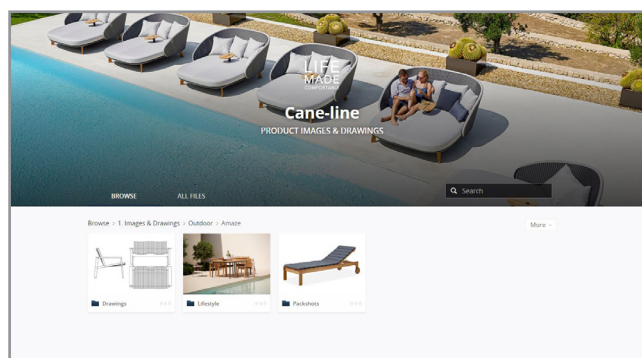 LIFE
MADE
COMFORTABLE
Cane-line
PRODUCT IMAGES & DRAWINGS
BROWSE ALL FILES Search
Browse > 1. Images & Drawings > Outdoor > Amaze More
Drawings Lifestyle Packshots